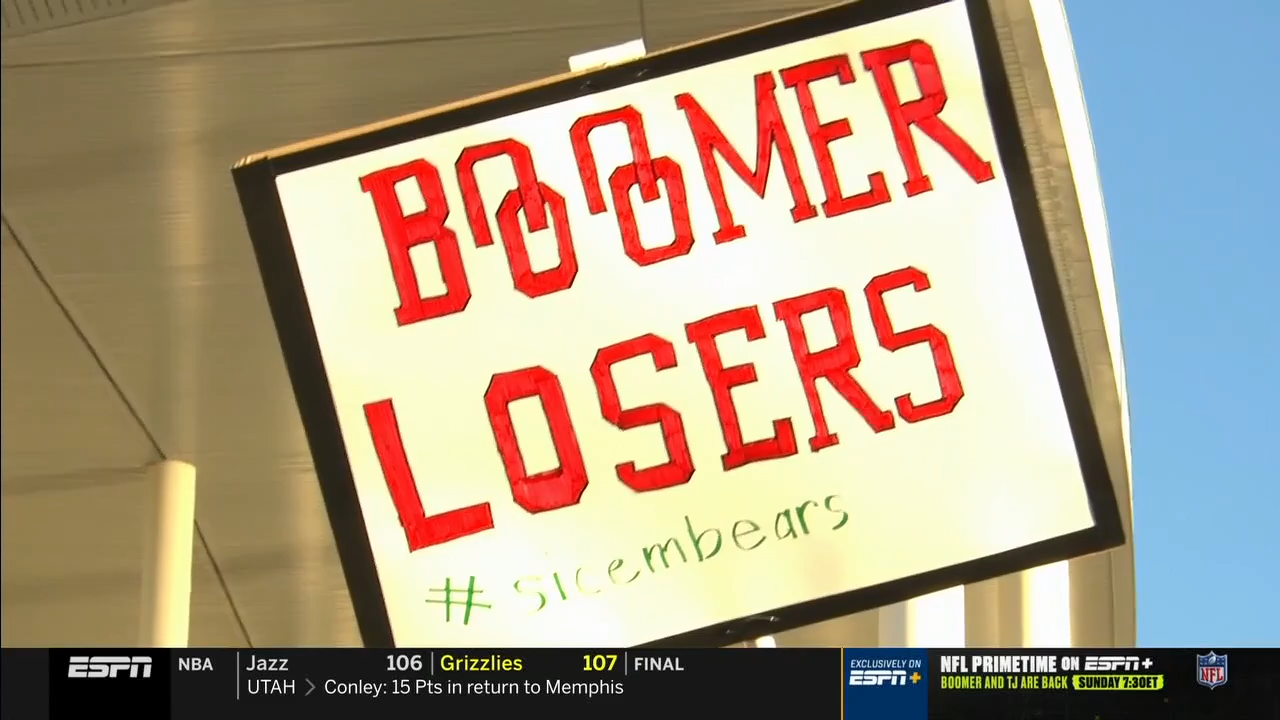 BOOMER
LOSERS
#sicembears
ESPN
NBA
Jazz 106
Grizzlies 107
FINAL
UTAH > Conley: 15 Pts in return to Memphis
EXCLUSIVELY ON
ESPN+
NFL PRIMETIME ON ESPN+
BOOMER AND TJ ARE BACK SUNDAY 7:30ET
NFL